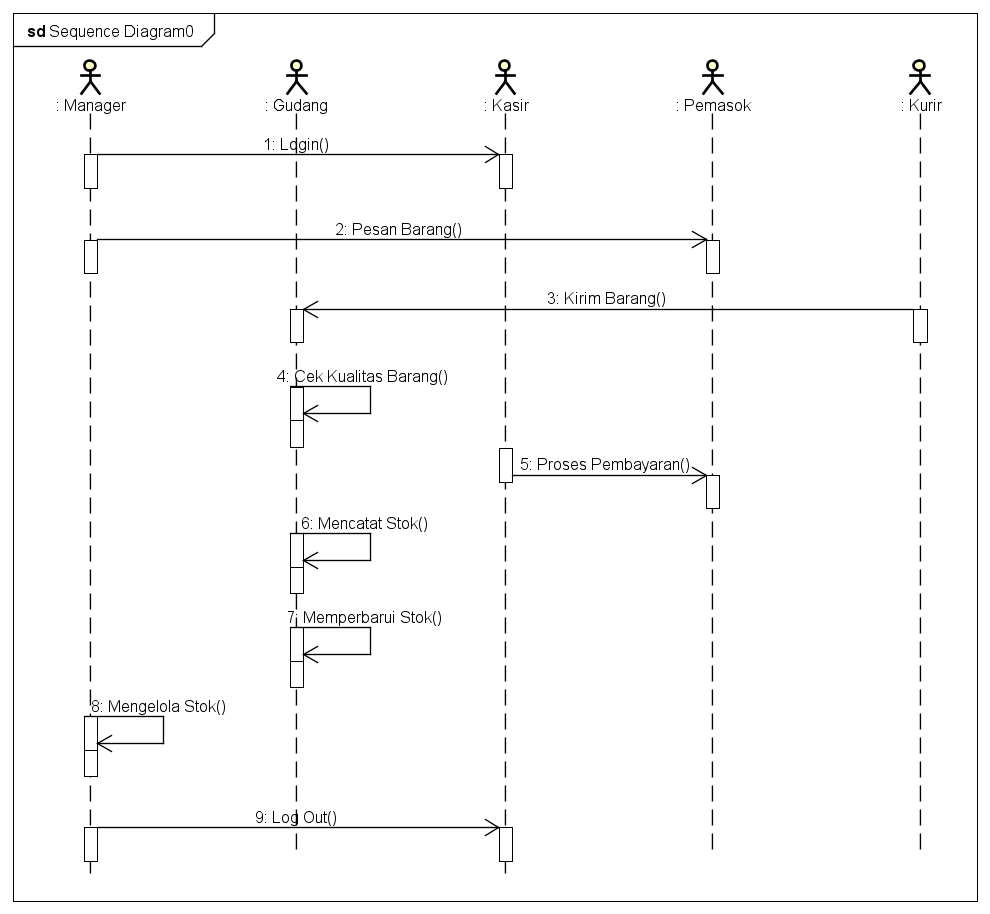 sd Sequence Diagram0
: Manager
: Gudang
: Kasir
: Pemasok
: Kurir
1: Login()
2: Pesan Barang()
3: Kirim Barang()
4: Cek Kualitas Barang()
5: Proses Pembayaran()
6: Mencatat Stok()
7: Memperbarui Stok()
8: Mengelola Stok()
9: Log Out()